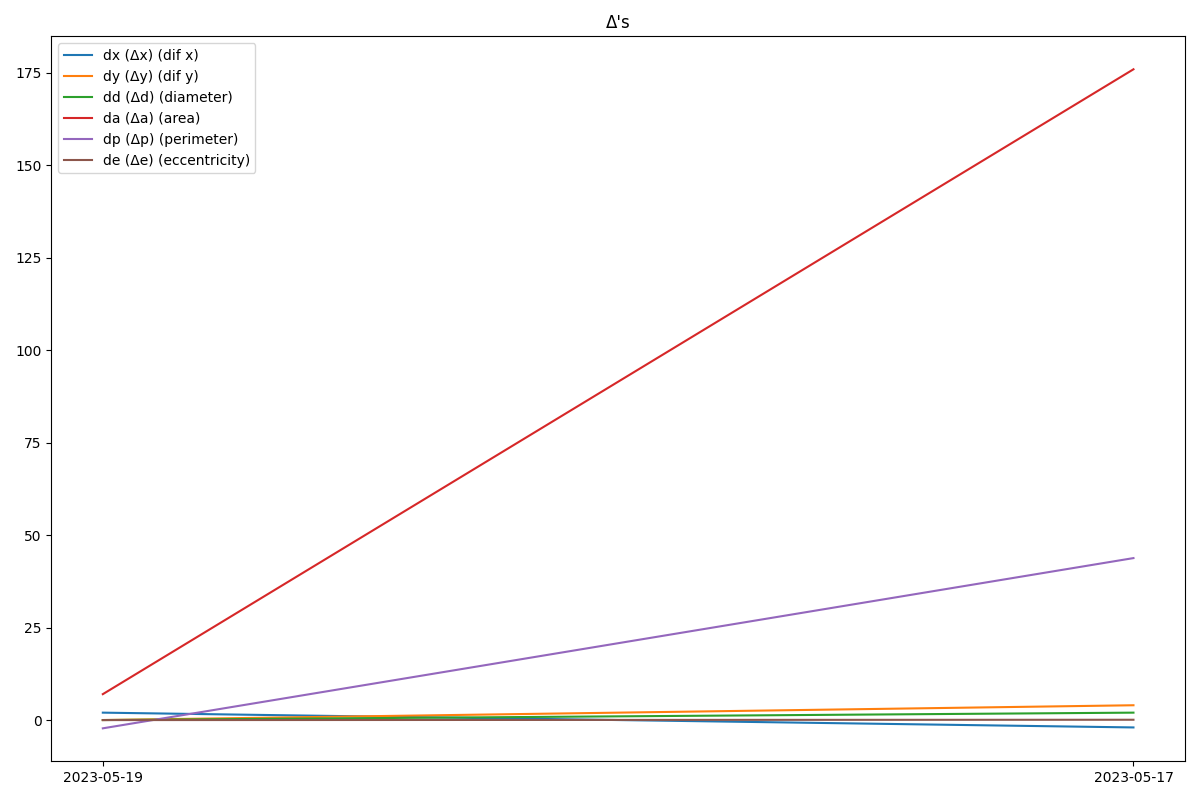 Δ's
dx (Δx) (dif x)
dy (Δy) (dif y)
dd (Δd) (diameter)
da (Δa) (area)
dp (Δp) (perimeter)
de (Δe) (eccentricity)
175
150
125
100
75
50
25
0
2023-05-19
2023-05-17